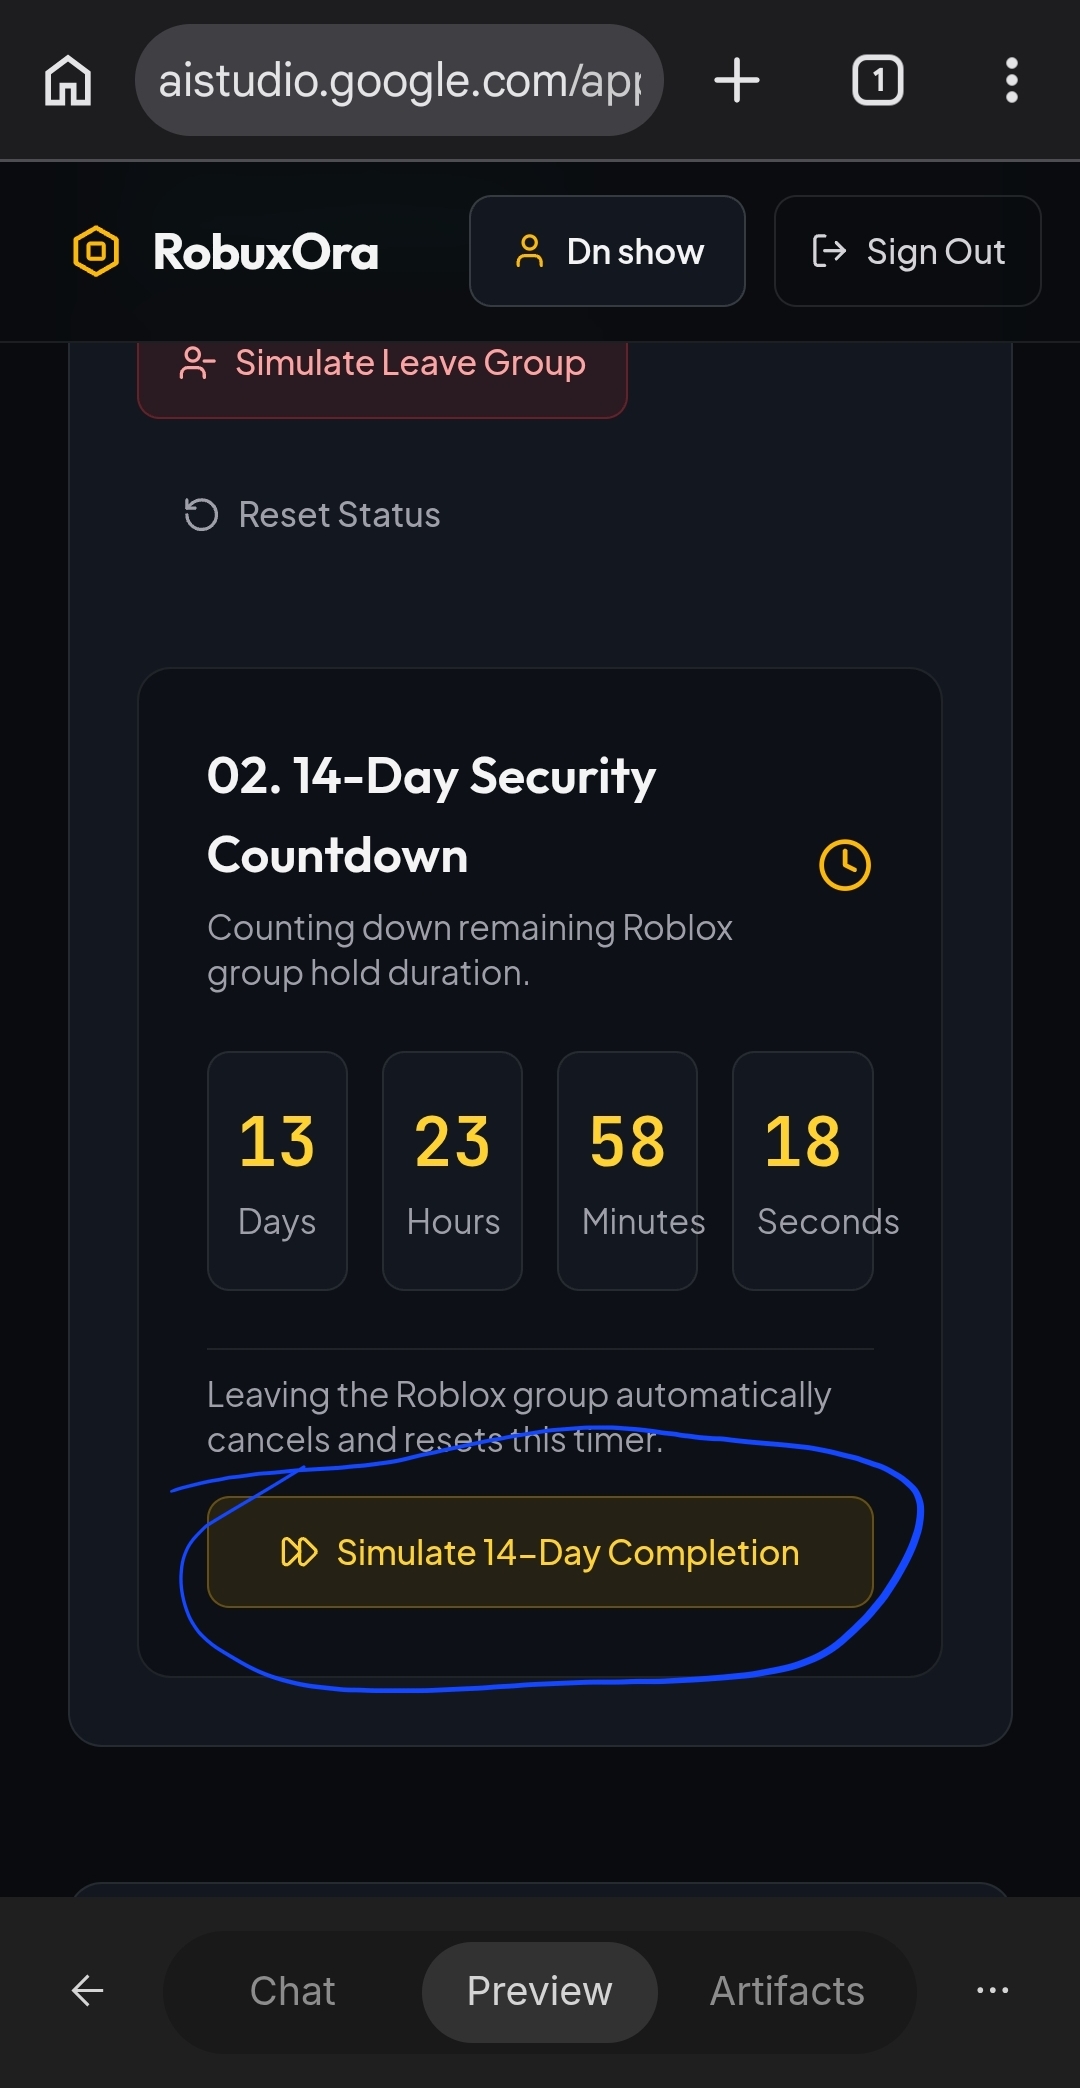 aistudio.google.com/app
1
RobuxOra
Dn show
Sign Out
Simulate Leave Group
Reset Status
02. 14-Day Security
Countdown
Counting down remaining Roblox
group hold duration.
13 23 58 18
Days Hours Minutes Seconds
Leaving the Roblox group automatically
cancels and resets this timer.
Simulate 14-Day Completion
Chat Preview Artifacts